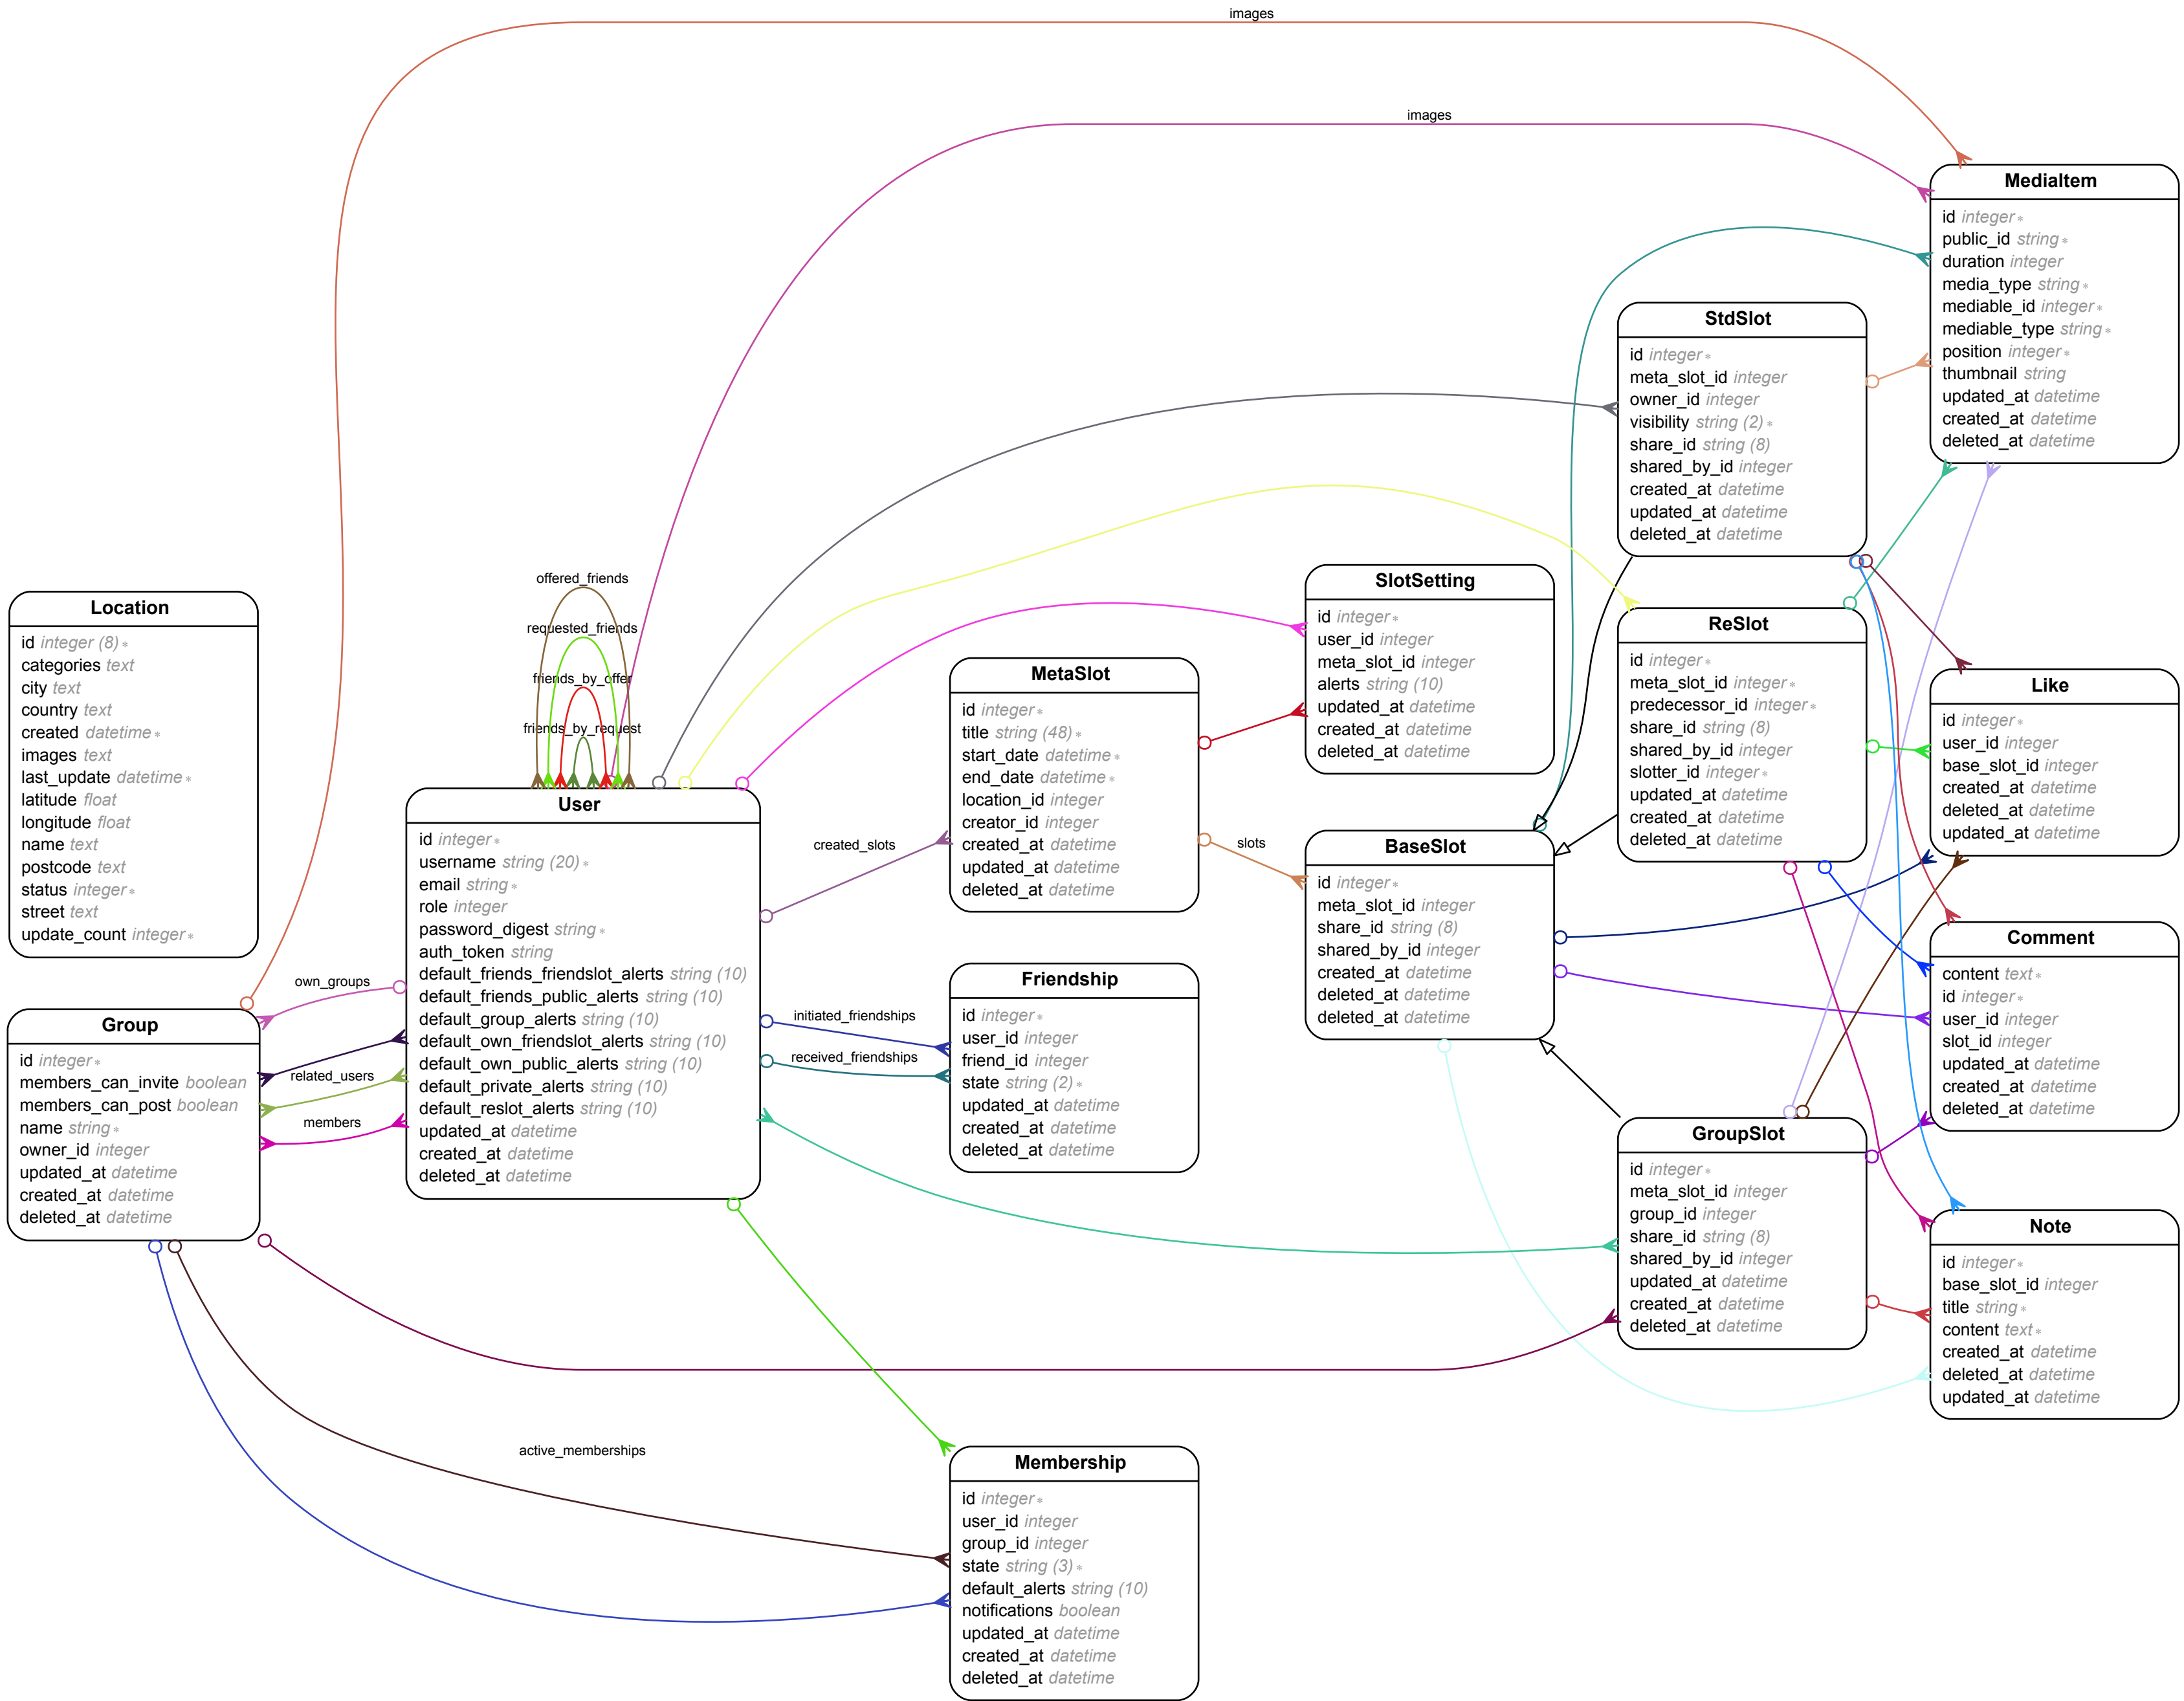 images
images
MediaItem
id integer *
public_id string *
duration integer
media_type string *
mediable_id integer *
mediable_type string *
position integer *
thumbnail string
updated_at datetime
created_at datetime
deleted_at datetime
StdSlot
id integer *
meta_slot_id integer
owner_id integer
visibility string (2) *
share_id string (8)
shared_by_id integer
created_at datetime
updated_at datetime
deleted_at datetime
offered_friends
requested_friends
friends_by_offer
friends_by_request
SlotSetting
id integer *
user_id integer
meta_slot_id integer
alerts string (10)
updated_at datetime
created_at datetime
deleted_at datetime
Location
id integer (8) *
categories text
city text
country text
created datetime *
images text
last_update datetime *
latitude float
longitude float
name text
postcode text
status integer *
street text
update_count integer *
ReSlot
id integer *
meta_slot_id integer *
predecessor_id integer *
share_id string (8)
shared_by_id integer
slotter_id integer *
updated_at datetime
created_at datetime
deleted_at datetime
MetaSlot
id integer *
title string (48) *
start_date datetime *
end_date datetime *
location_id integer
creator_id integer
created_at datetime
updated_at datetime
deleted_at datetime
Like
id integer *
user_id integer
base_slot_id integer
created_at datetime
deleted_at datetime
updated_at datetime
User
id integer *
username string (20) *
email string *
role integer
password_digest string *
auth_token string
default_friends_friendslot_alerts string (10)
default_friends_public_alerts string (10)
default_group_alerts string (10)
default_own_friendslot_alerts string (10)
default_own_public_alerts string (10)
default_private_alerts string (10)
default_reslot_alerts string (10)
updated_at datetime
created_at datetime
deleted_at datetime
created_slots
slots
BaseSlot
id integer *
meta_slot_id integer
share_id string (8)
shared_by_id integer
created_at datetime
deleted_at datetime
deleted_at datetime
Comment
content text *
id integer *
user_id integer
slot_id integer
updated_at datetime
created_at datetime
deleted_at datetime
Friendship
id integer *
user_id integer
friend_id integer
state string (2) *
updated_at datetime
created_at datetime
deleted_at datetime
own_groups
initiated_friendships
received_friendships
related_users
members
Group
id integer *
members_can_invite boolean
members_can_post boolean
name string *
owner_id integer
updated_at datetime
created_at datetime
deleted_at datetime
GroupSlot
id integer *
meta_slot_id integer
group_id integer
share_id string (8)
shared_by_id integer
updated_at datetime
created_at datetime
deleted_at datetime
Note
id integer *
base_slot_id integer
title string *
content text *
created_at datetime
deleted_at datetime
updated_at datetime
active_memberships
Membership
id integer *
user_id integer
group_id integer
state string (3) *
default_alerts string (10)
notifications boolean
updated_at datetime
created_at datetime
deleted_at datetime